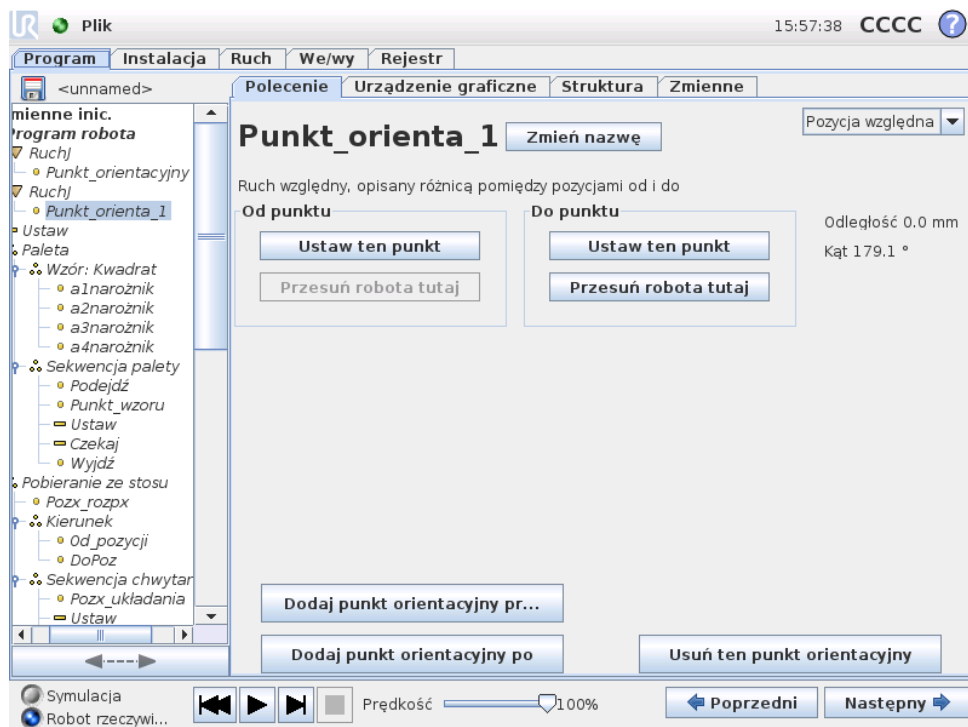 UR Plik 15:57:38 CCCC ?
Program Instalacja Ruch We/wy Rejestr
<unnamed>
Polecenie Urządzenie graficzne Struktura Zmienne
mienne inic.
Program robota
RuchJ
Punkt_orientacyjny
RuchJ
Punkt_orienta_1
Ustaw
Paleta
Wzór: Kwadrat
a1narożnik
a2narożnik
a3narożnik
a4narożnik
Sekwencja palety
Podejdź
Punkt_wzoru
Ustaw
Czekaj
Wyjdź
Pobieranie ze stosu
Pozx_rozpx
Kierunek
Od_pozycji
DoPoz
Sekwencja chwytar
Pozx_układania
Ustaw
Punkt_orienta_1 Zmień nazwę
Pozycja względna
Ruch względny, opisany różnicą pomiędzy pozycjami od i do
Od punktu
Ustaw ten punkt
Przesuń robota tutaj
Do punktu
Ustaw ten punkt
Przesuń robota tutaj
Odległość 0.0 mm
Kąt 179.1 °
Dodaj punkt orientacyjny pr...
Dodaj punkt orientacyjny po
Usuń ten punkt orientacyjny
Symulacja
Robot rzeczywi...
Prędkość 100%
Poprzedni
Następny